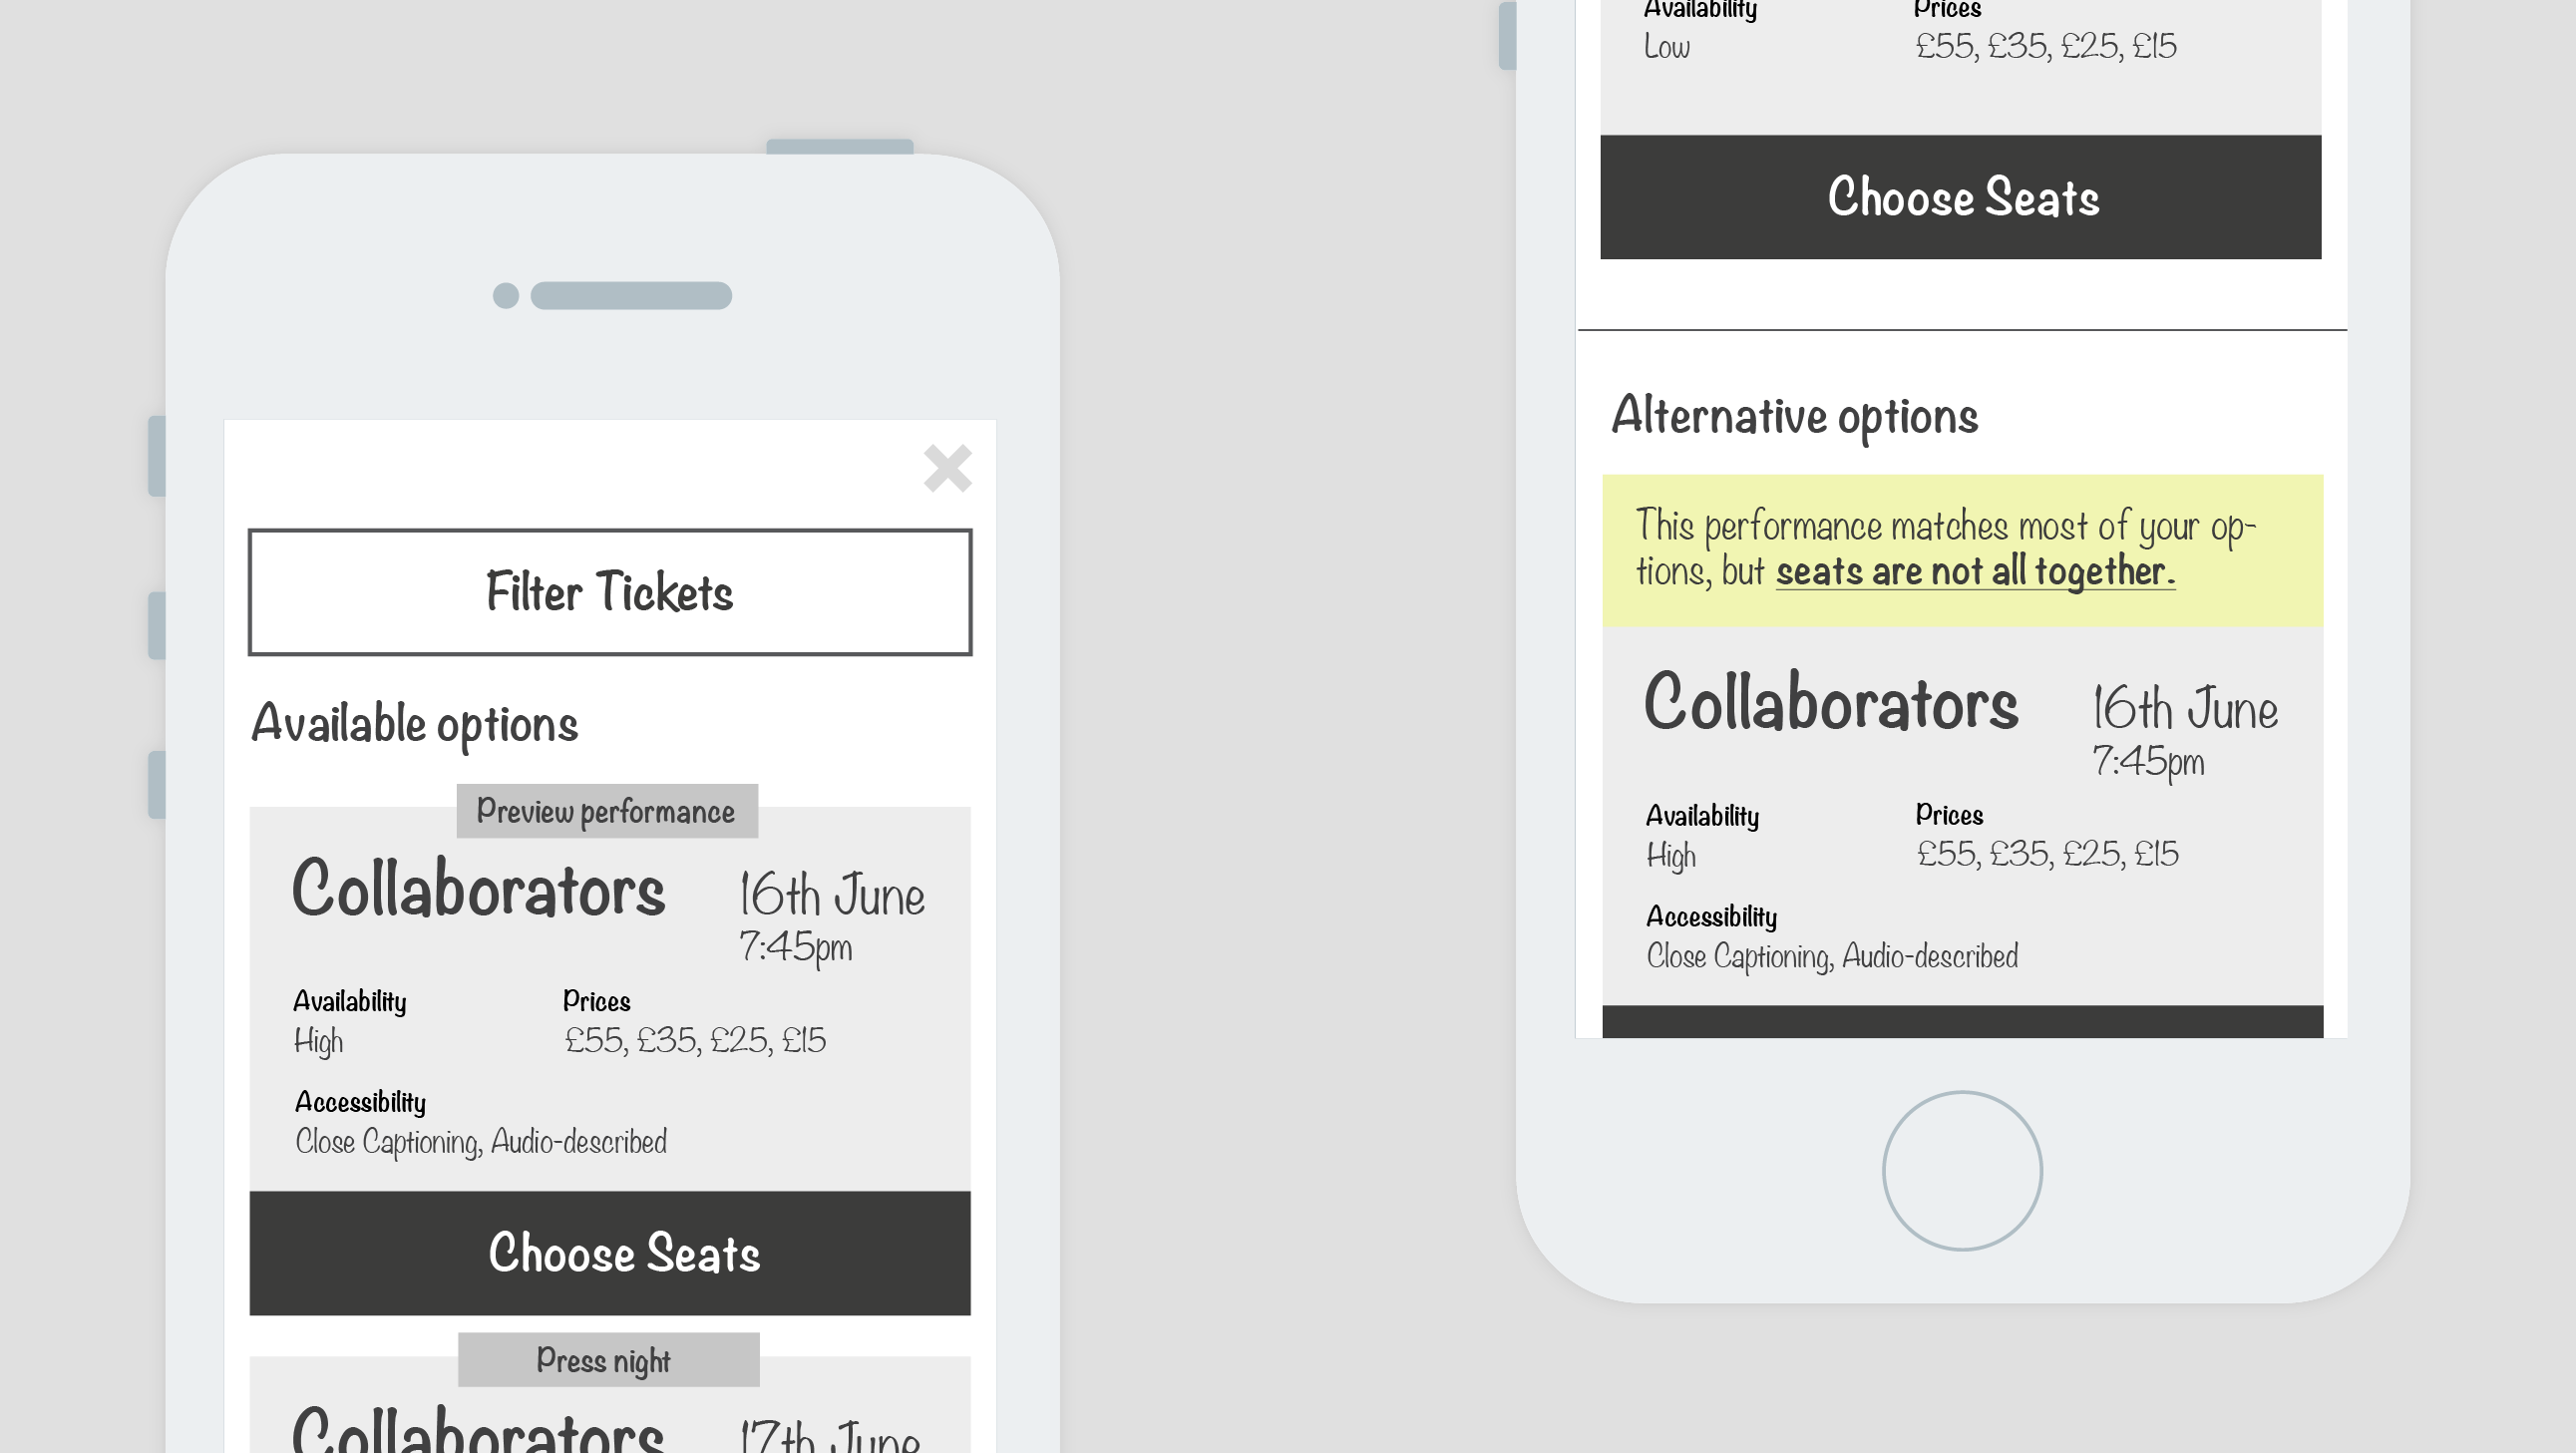 Filter Tickets
Available options
Preview performance
Collaborators 16th June
7:45pm
Availability Prices
High £55, £35, £25, £15
Accessibility
Close Captioning, Audio-described
Choose Seats
Press night
Collaborators 17th June
Availability Prices
Low £55, £35, £25, £15
Choose Seats
Alternative options
This performance matches most of your op-
tions, but seats are not all together.
Collaborators 16th June
7:45pm
Availability Prices
High £55, £35, £25, £15
Accessibility
Close Captioning, Audio-described